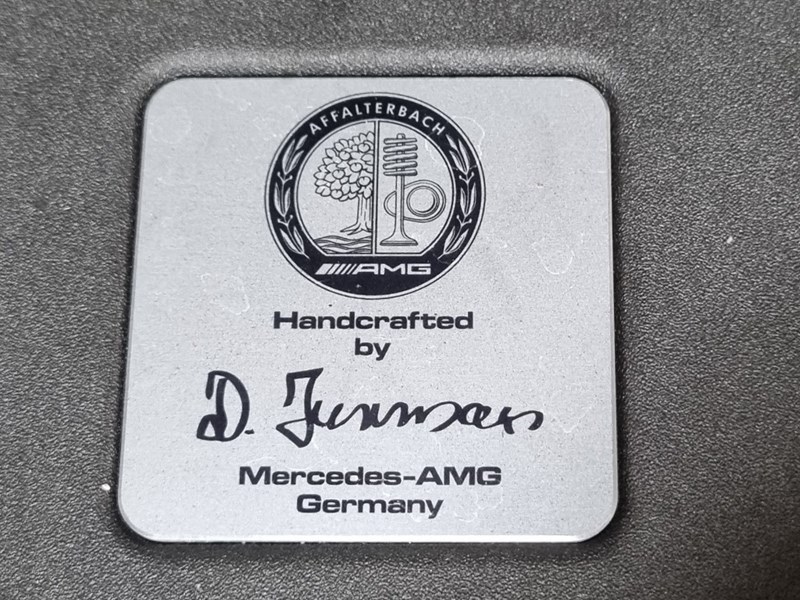 AFFALTERBACH
AMG
Handcrafted
by
D.
Mercedes-AMG
Germany